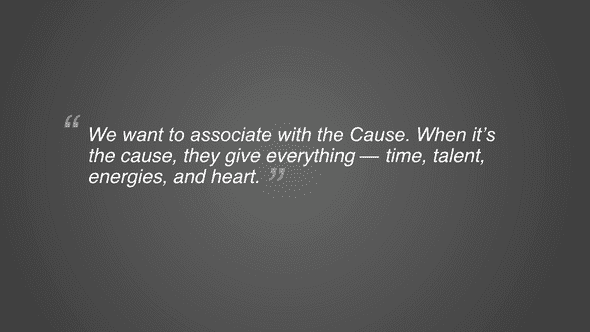 “ We want to associate with the Cause. When it’s
the cause, they give everything — time, talent,
energies, and heart. ”